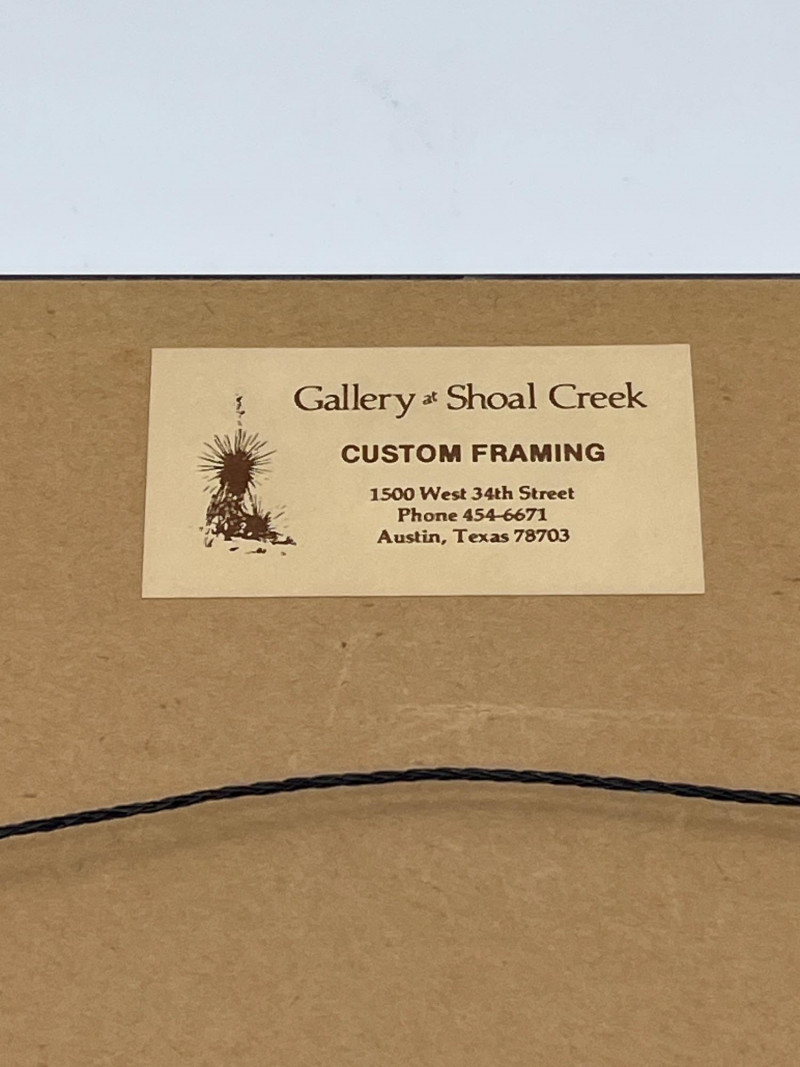 Gallery at Shoal Creek
CUSTOM FRAMING
1500 West 34th Street
Phone 454-6671
Austin, Texas 78703